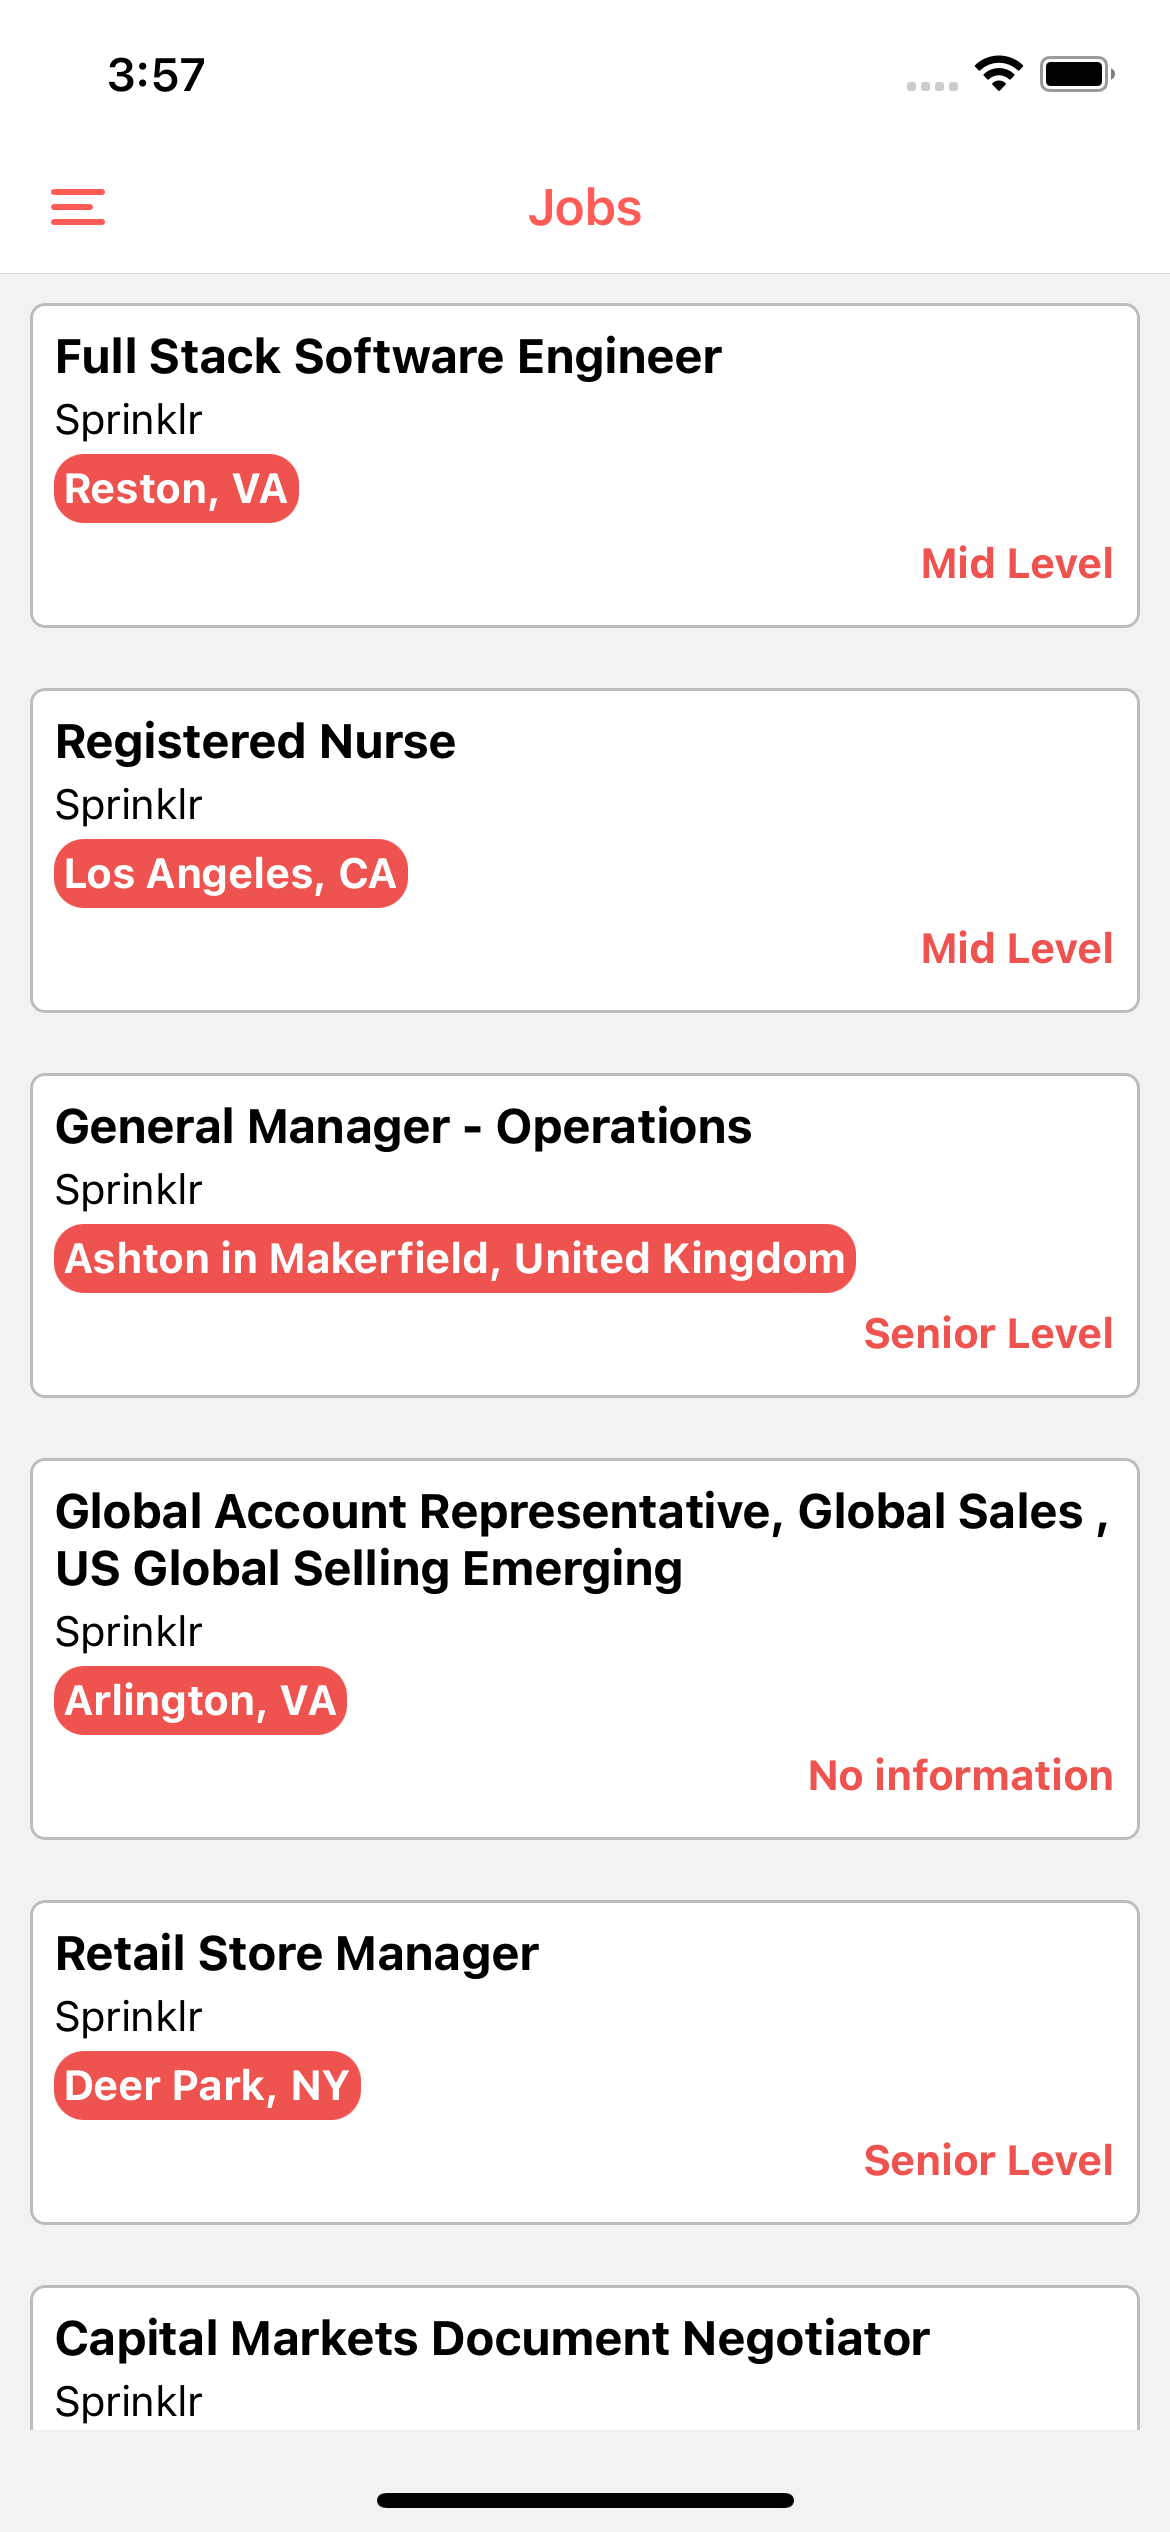 3:57
Jobs
Full Stack Software Engineer
Sprinklr
Reston, VA
Mid Level
Registered Nurse
Sprinklr
Los Angeles, CA
Mid Level
General Manager - Operations
Sprinklr
Ashton in Makerfield, United Kingdom
Senior Level
Global Account Representative, Global Sales ,
US Global Selling Emerging
Sprinklr
Arlington, VA
No information
Retail Store Manager
Sprinklr
Deer Park, NY
Senior Level
Capital Markets Document Negotiator
Sprinklr